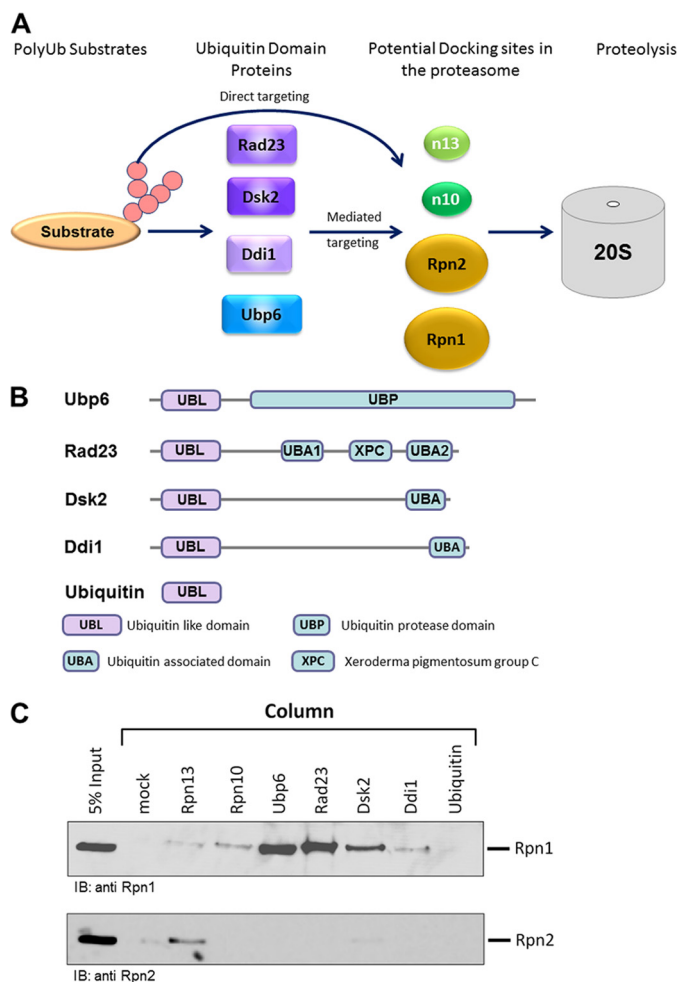 A
PolyUb Substrates
Ubiquitin Domain
Proteins
Potential Docking sites in
the proteasome
Proteolysis
Direct targeting
Rad23
n13
Dsk2
n10
Substrate
Mediated
targeting
Ddi1
Rpn2
20S
Ubp6
Rpn1
B
Ubp6
UBL
UBP
Rad23
UBL
UBA1
XPC
UBA2
Dsk2
UBL
UBA
Ddi1
UBL
UBA
Ubiquitin
UBL
UBL
Ubiquitin like domain
UBP
Ubiquitin protease domain
UBA
Ubiquitin associated domain
XPC
Xeroderma pigmentosum group C
C
Column
5% Input
mock
Rpn13
Rpn10
Ubp6
Rad23
Dsk2
Ddi1
Ubiquitin
Rpn1
IB: anti Rpn1
Rpn2
IB: anti Rpn2